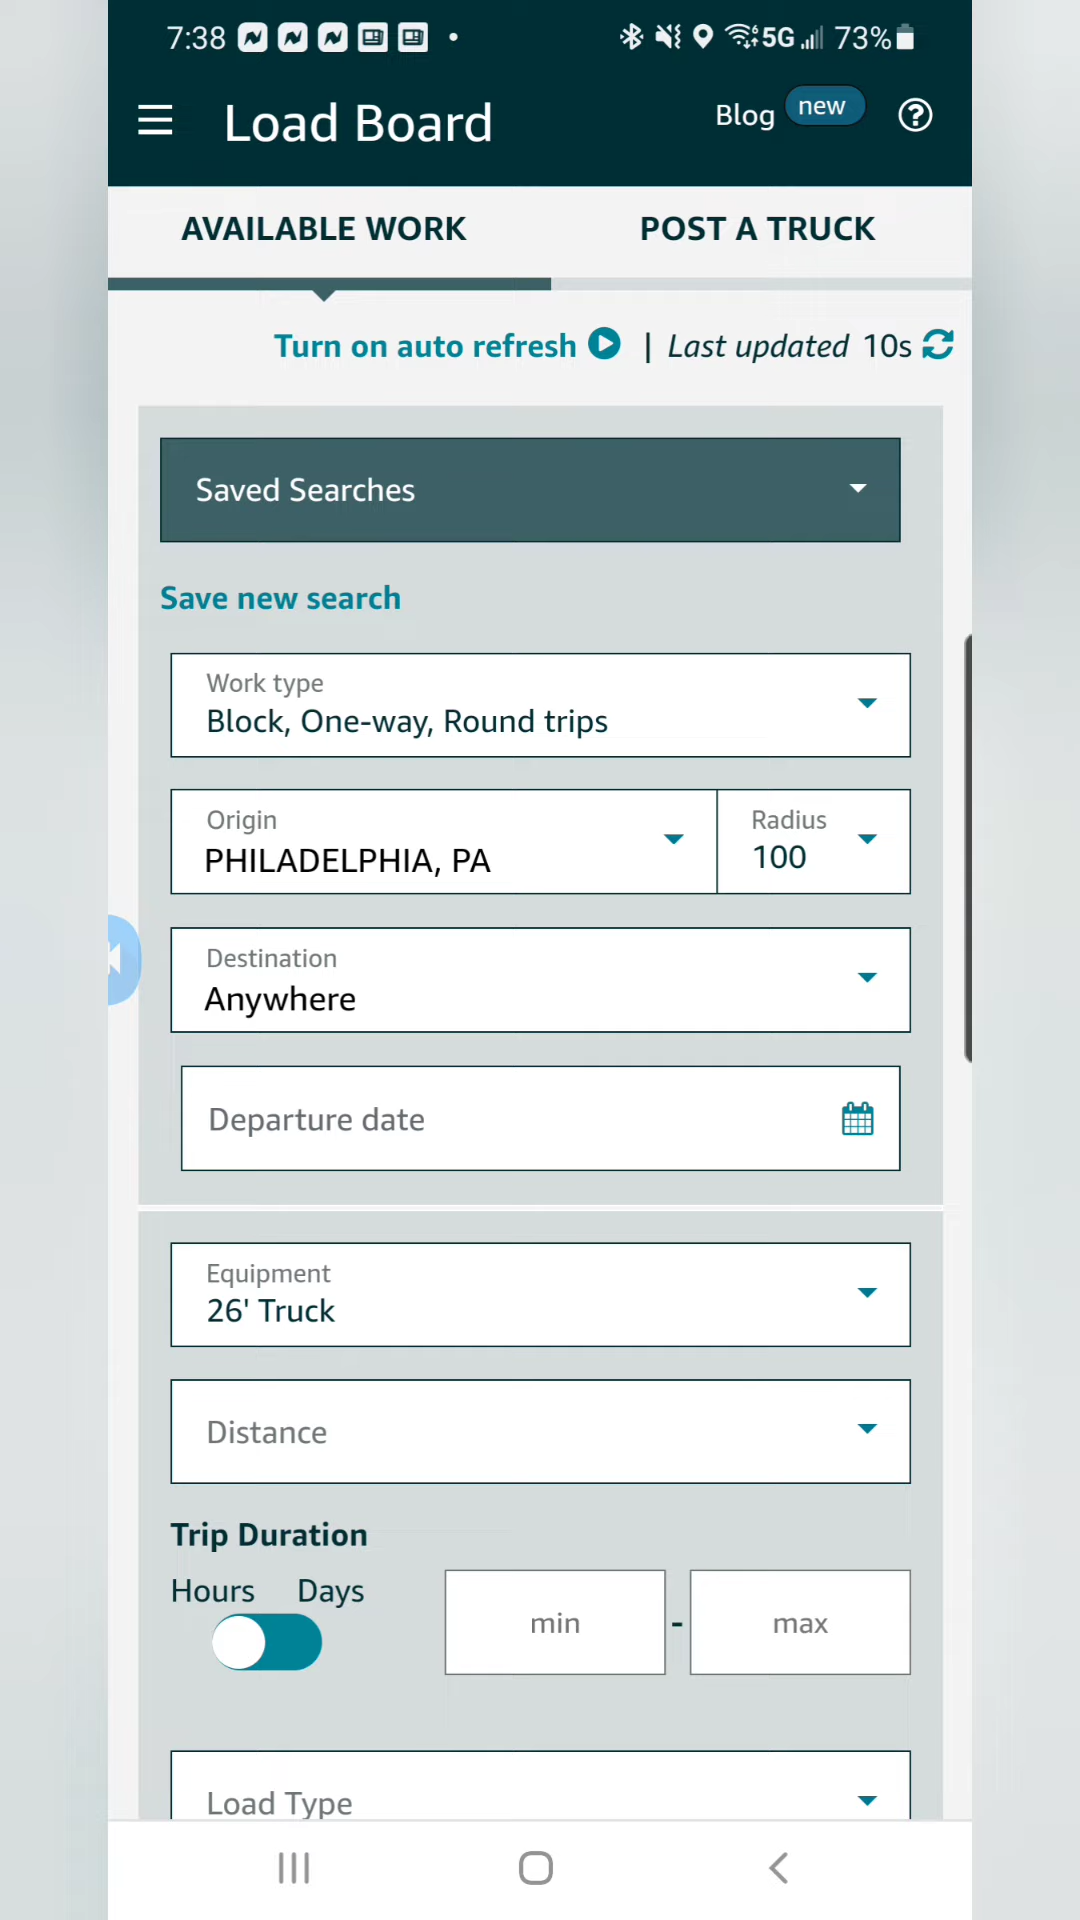 7:38 5G 73%
Load Board Blog new
AVAILABLE WORK POST A TRUCK
Turn on auto refresh | Last updated 10s
Saved Searches
Save new search
Work type
Block, One-way, Round trips
Origin Radius
PHILADELPHIA, PA 100
Destination
Anywhere
Departure date
Equipment
26' Truck
Distance
Trip Duration
Hours Days
min - max
Load Type